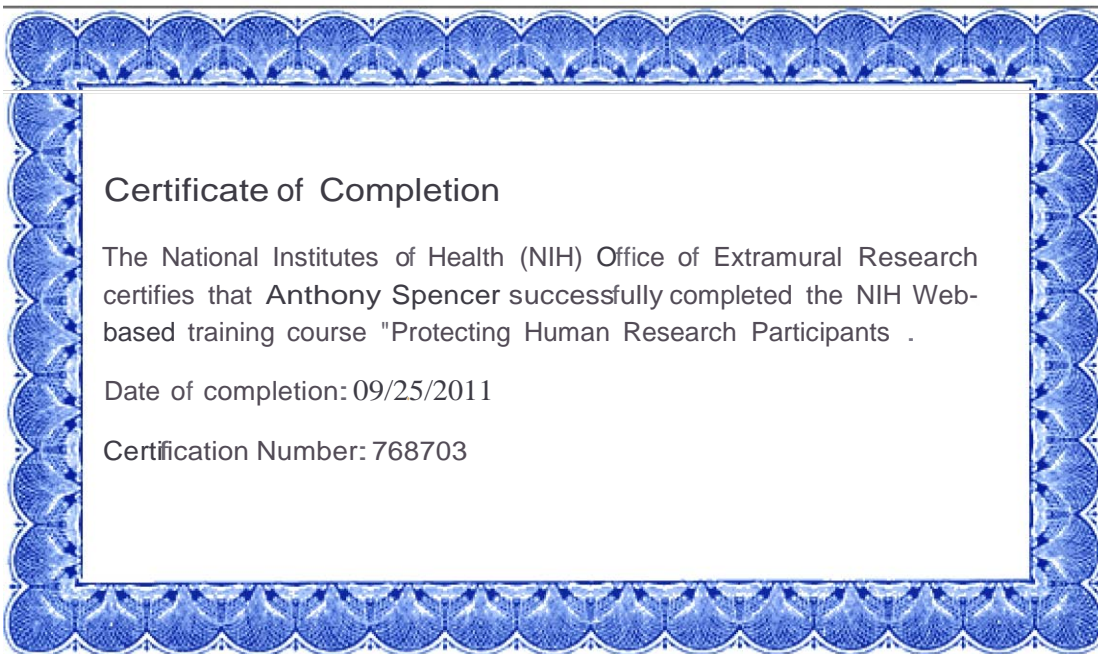 Certificate of Completion
The National Institutes of Health (NIH) Office of Extramural Research
certifies that Anthony Spencer successfully completed the NIH Web-
based training course "Protecting Human Research Participants .
Date of completion: 09/25/2011
Certification Number: 768703